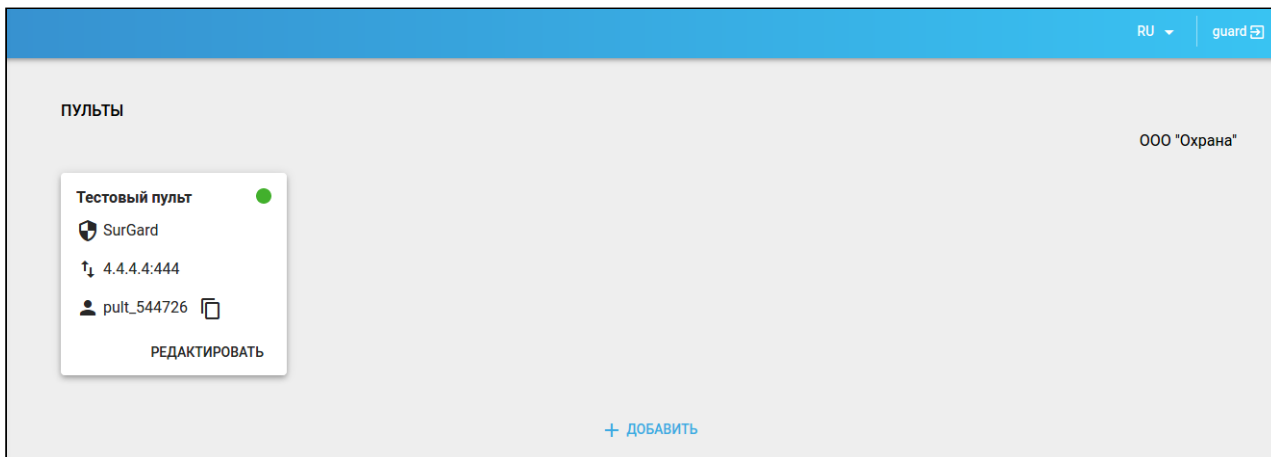 RU guard
ПУЛЬТЫ
ООО "Охрана"
Тестовый пульт
SurGard
4.4.4.4:444
pult_544726
РЕДАКТИРОВАТЬ
+ ДОБАВИТЬ